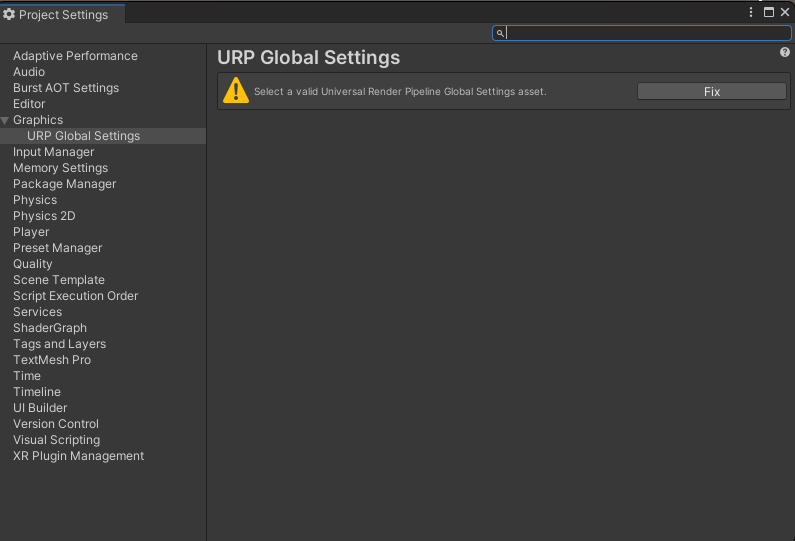 Project Settings
URP Global Settings
Select a valid Universal Render Pipeline Global Settings asset.
Fix
Adaptive Performance
Audio
Burst AOT Settings
Editor
Graphics
URP Global Settings
Input Manager
Memory Settings
Package Manager
Physics
Physics 2D
Player
Preset Manager
Quality
Scene Template
Script Execution Order
Services
ShaderGraph
Tags and Layers
TextMesh Pro
Time
Timeline
UI Builder
Version Control
Visual Scripting
XR Plugin Management